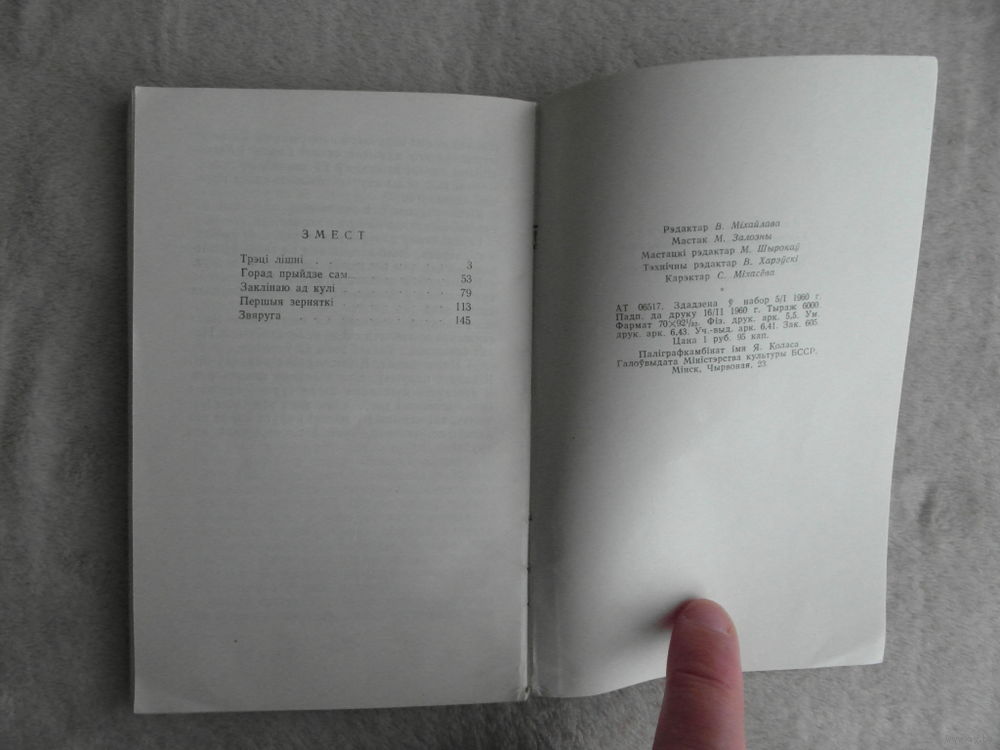 ЗМЕСТ
Трэці лішні . . 3
Горад прыйдзе сам... 53
Заклінаю ад кулі . . . . . . . 79
Першыя зерняткі . . . . . . . 113
Звяруга . . . . . . . . . . 145
Рэдактар В. Міхайлава
Мастак М. Залозны
Мастацкі рэдактар М. Шырокаў
Тэхнічны рэдактар В. Харэўскі
Карэктар С. Міхасёва
*
АТ 06517. Здадзена ў набор 5/I 1960 г.
Падп. да друку 16/II 1960 г. Тыраж 6000.
Фармат 70×92¹/₃₂. Фіз. друк. арк. 5,5. Ум.
друк. арк. 6,43. Уч.-выд. арк. 6,41. Зак. 605.
Цана 1 руб. 95 кап.
Паліграфкамбінат імя Я. Коласа
Галоўвыдата Міністэрства культуры БССР.
Мінск, Чырвоная, 23